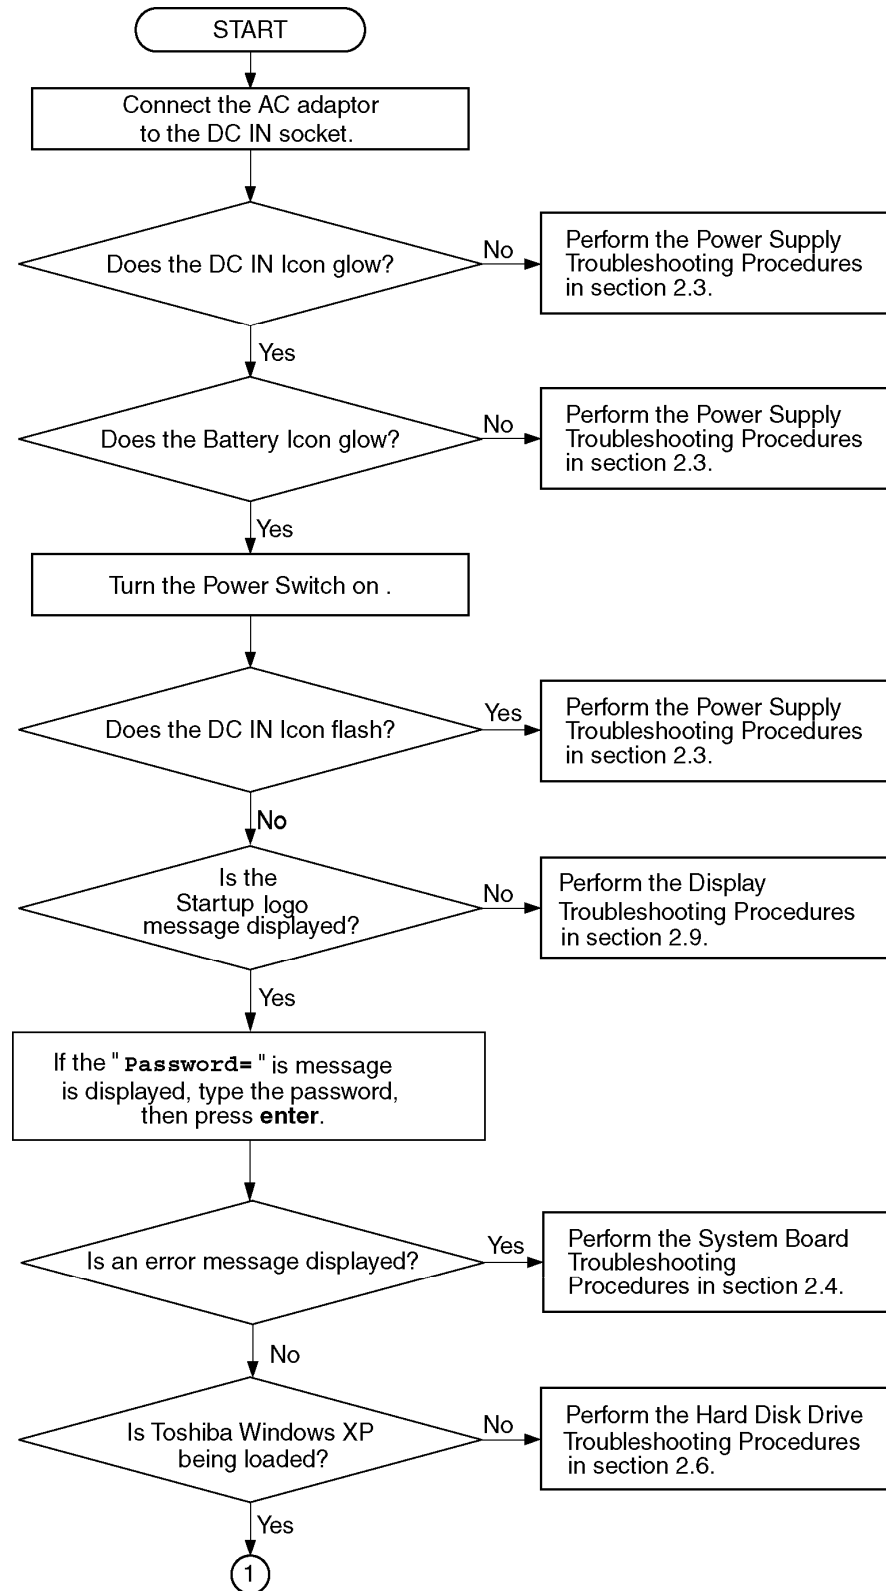 START
Connect the AC adaptor
to the DC IN socket.
Does the DC IN Icon glow?
No
Perform the Power Supply
Troubleshooting Procedures
in section 2.3.
Yes
Does the Battery Icon glow?
No
Perform the Power Supply
Troubleshooting Procedures
in section 2.3.
Yes
Turn the Power Switch on .
Does the DC IN Icon flash?
Yes
Perform the Power Supply
Troubleshooting Procedures
in section 2.3.
No
Is the
Startup logo
message displayed?
No
Perform the Display
Troubleshooting Procedures
in section 2.9.
Yes
If the " Password= " is message
is displayed, type the password,
then press enter.
Is an error message displayed?
Yes
Perform the System Board
Troubleshooting
Procedures in section 2.4.
No
Is Toshiba Windows XP
being loaded?
No
Perform the Hard Disk Drive
Troubleshooting Procedures
in section 2.6.
Yes
1